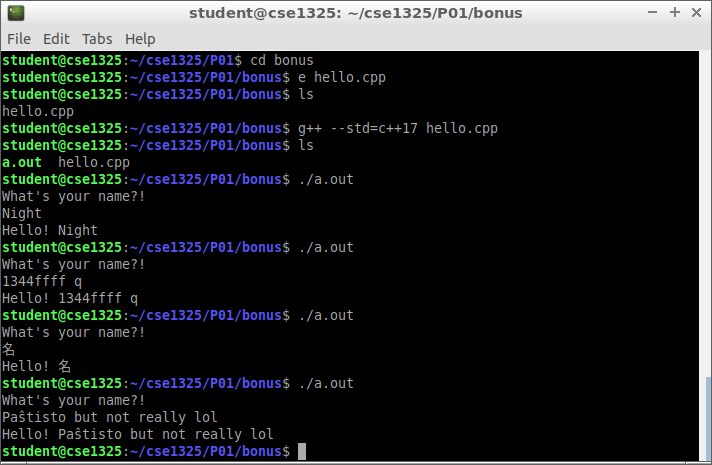 student@cse1325: ~/cse1325/P01/bonus
File Edit Tabs Help
student@cse1325:~/cse1325/P01$ cd bonus
student@cse1325:~/cse1325/P01/bonus$ e hello.cpp
student@cse1325:~/cse1325/P01/bonus$ ls
hello.cpp
student@cse1325:~/cse1325/P01/bonus$ g++ --std=c++17 hello.cpp
student@cse1325:~/cse1325/P01/bonus$ ls
a.out  hello.cpp
student@cse1325:~/cse1325/P01/bonus$ ./a.out
What's your name?!
Night
Hello! Night
student@cse1325:~/cse1325/P01/bonus$ ./a.out
What's your name?!
1344ffff q
Hello! 1344ffff q
student@cse1325:~/cse1325/P01/bonus$ ./a.out
What's your name?!
名
Hello! 名
student@cse1325:~/cse1325/P01/bonus$ ./a.out
What's your name?!
Paŝtisto but not really lol
Hello! Paŝtisto but not really lol
student@cse1325:~/cse1325/P01/bonus$